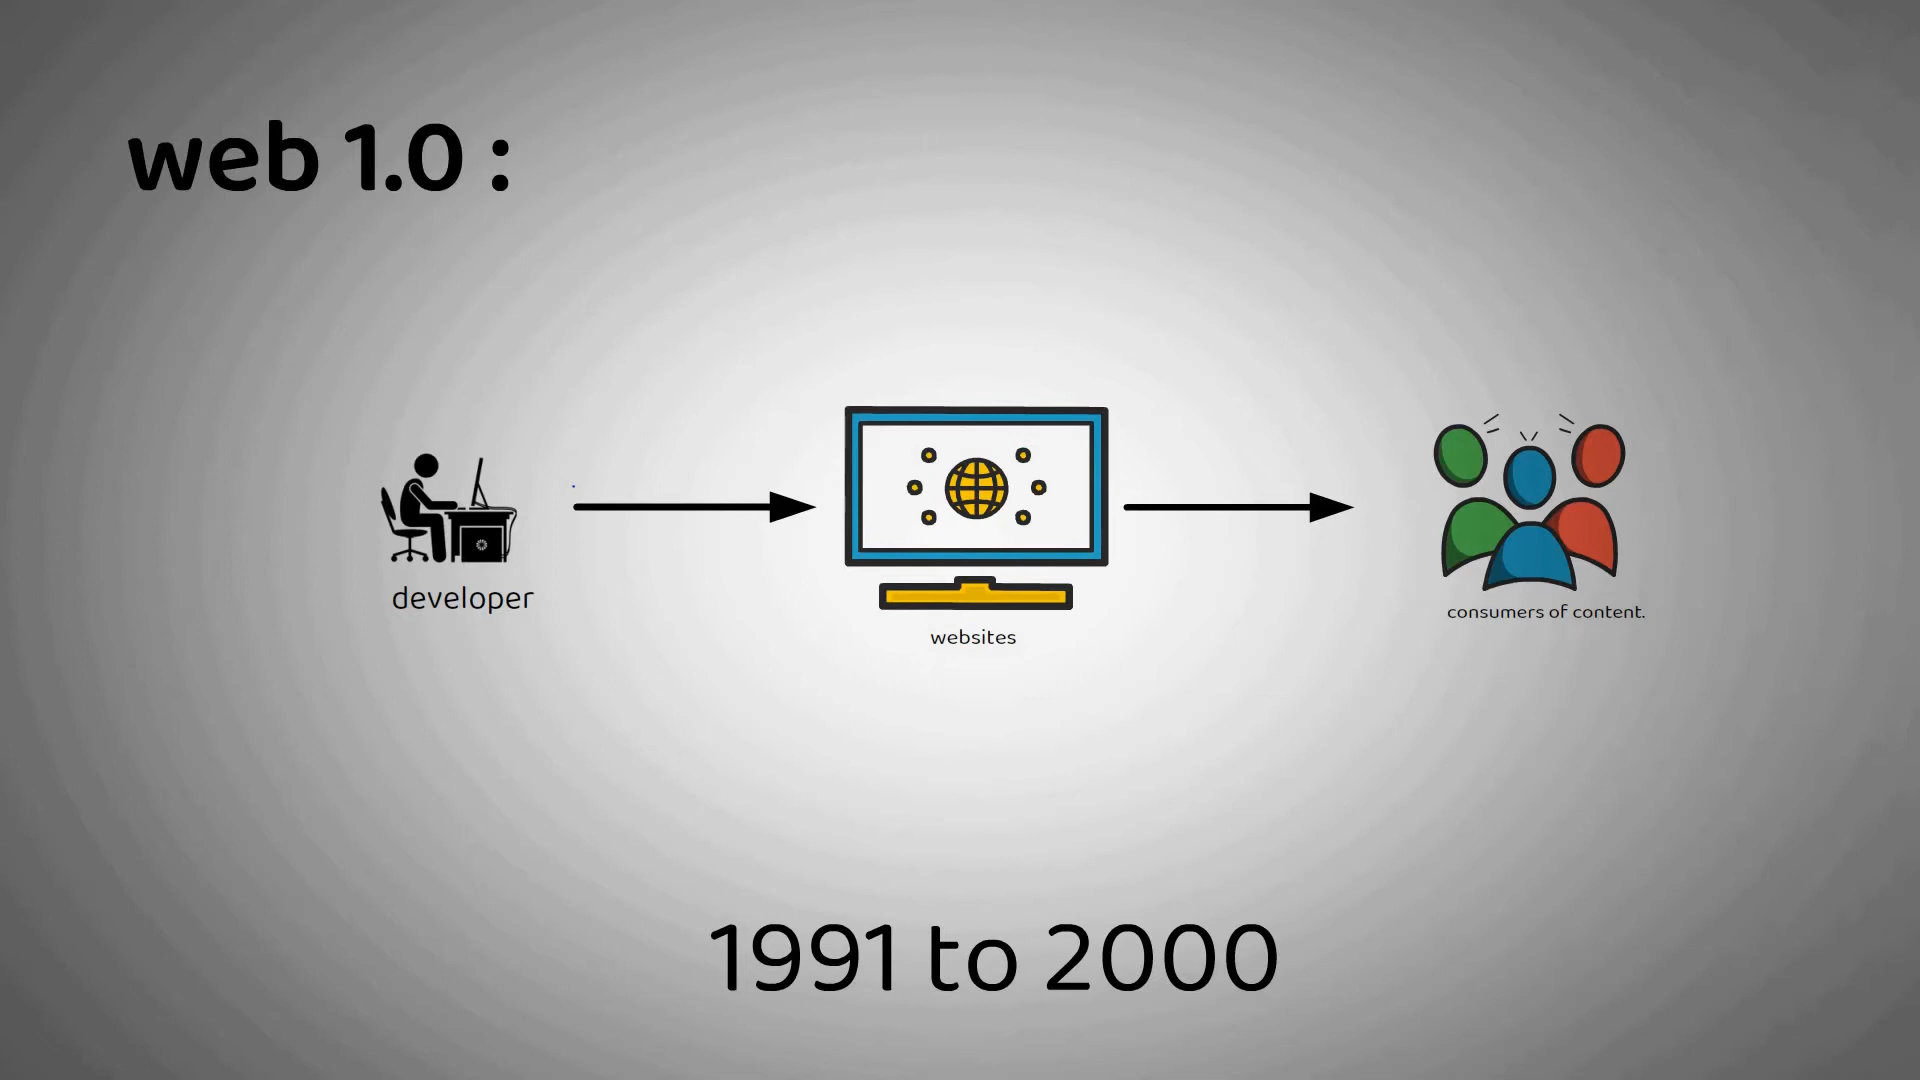 web 1.0 :
developer
websites
consumers of content.
1991 to 2000